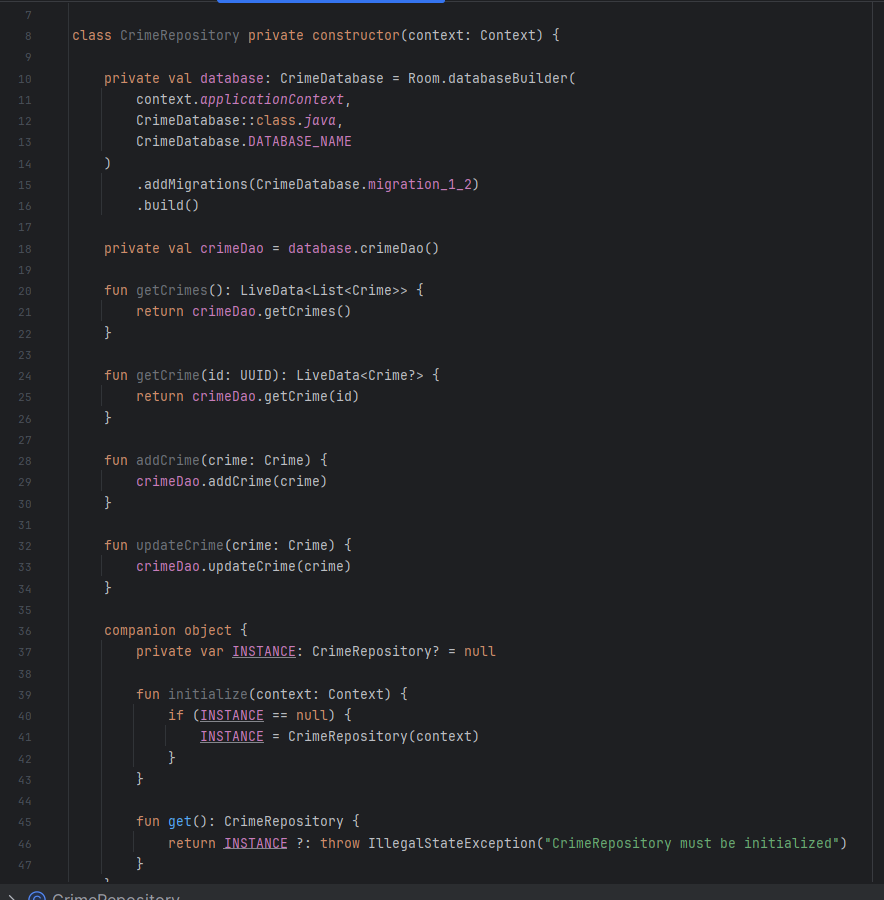 7
8 class CrimeRepository private constructor(context: Context) {
9
10 private val database: CrimeDatabase = Room.databaseBuilder(
11 context.applicationContext,
12 CrimeDatabase::class.java,
13 CrimeDatabase.DATABASE_NAME
14 )
15 .addMigrations(CrimeDatabase.migration_1_2)
16 .build()
17
18 private val crimeDao = database.crimeDao()
19
20 fun getCrimes(): LiveData<List<Crime>> {
21 return crimeDao.getCrimes()
22 }
23
24 fun getCrime(id: UUID): LiveData<Crime?> {
25 return crimeDao.getCrime(id)
26 }
27
28 fun addCrime(crime: Crime) {
29 crimeDao.addCrime(crime)
30 }
31
32 fun updateCrime(crime: Crime) {
33 crimeDao.updateCrime(crime)
34 }
35
36 companion object {
37 private var INSTANCE: CrimeRepository? = null
38
39 fun initialize(context: Context) {
40 if (INSTANCE == null) {
41 INSTANCE = CrimeRepository(context)
42 }
43 }
44
45 fun get(): CrimeRepository {
46 return INSTANCE ?: throw IllegalStateException("CrimeRepository must be initialized")
47 }
CrimeRepository